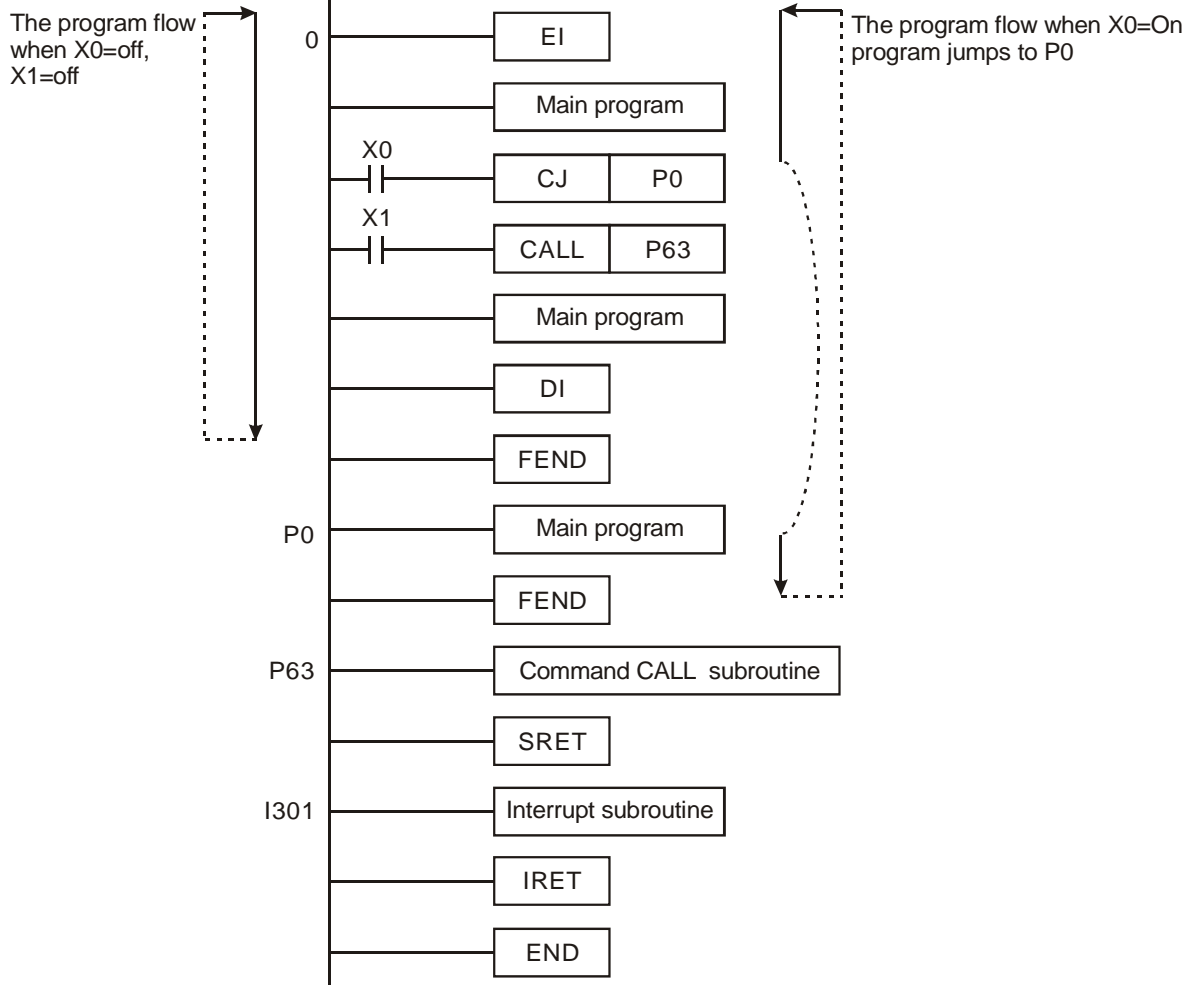 The program flow
when X0=off,
X1=off
The program flow when X0=On
program jumps to P0
0 EI
Main program
X0
CJ P0
X1
CALL P63
Main program
DI
FEND
P0 Main program
FEND
P63 Command CALL subroutine
SRET
I301 Interrupt subroutine
IRET
END